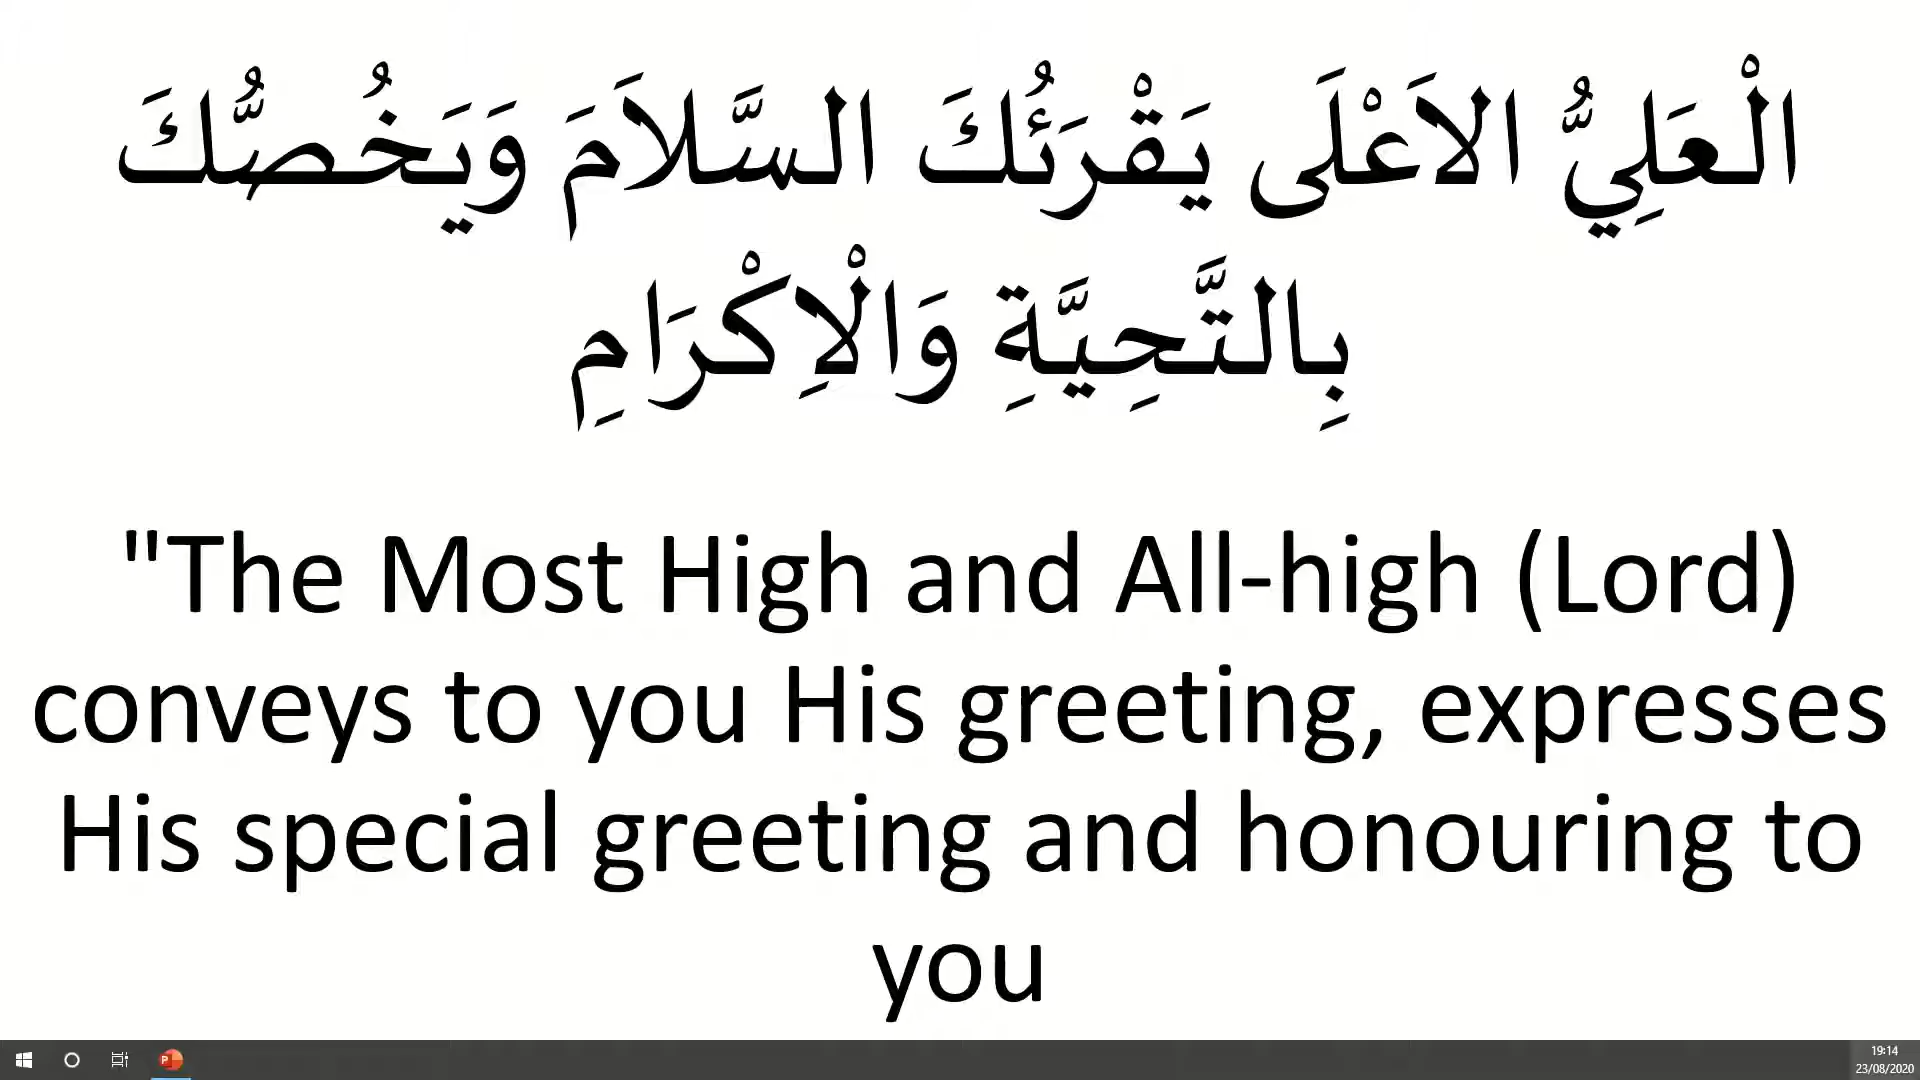 الْعَلِيُّ الاَعْلَى يَقْرَئُكَ السَّلاَمَ وَيَخُصُّكَ
بِالتَّحِيَّةِ وَالْاِكْرَامِ
"The Most High and All-high (Lord)
conveys to you His greeting, expresses
His special greeting and honouring to
you
19:14
23/08/2020